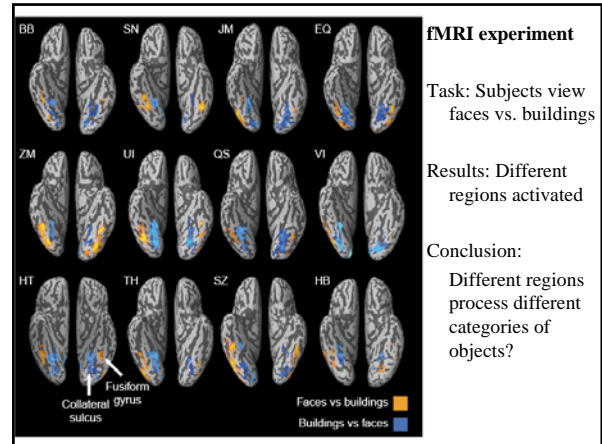 BB SN JM EQ
ZM UI QS VI
HT TH SZ HB
Fusiform
gyrus
Collateral
sulcus
Faces vs buildings
Buildings vs faces
fMRI experiment
Task: Subjects view
faces vs. buildings
Results: Different
regions activated
Conclusion:
Different regions
process different
categories of
objects?